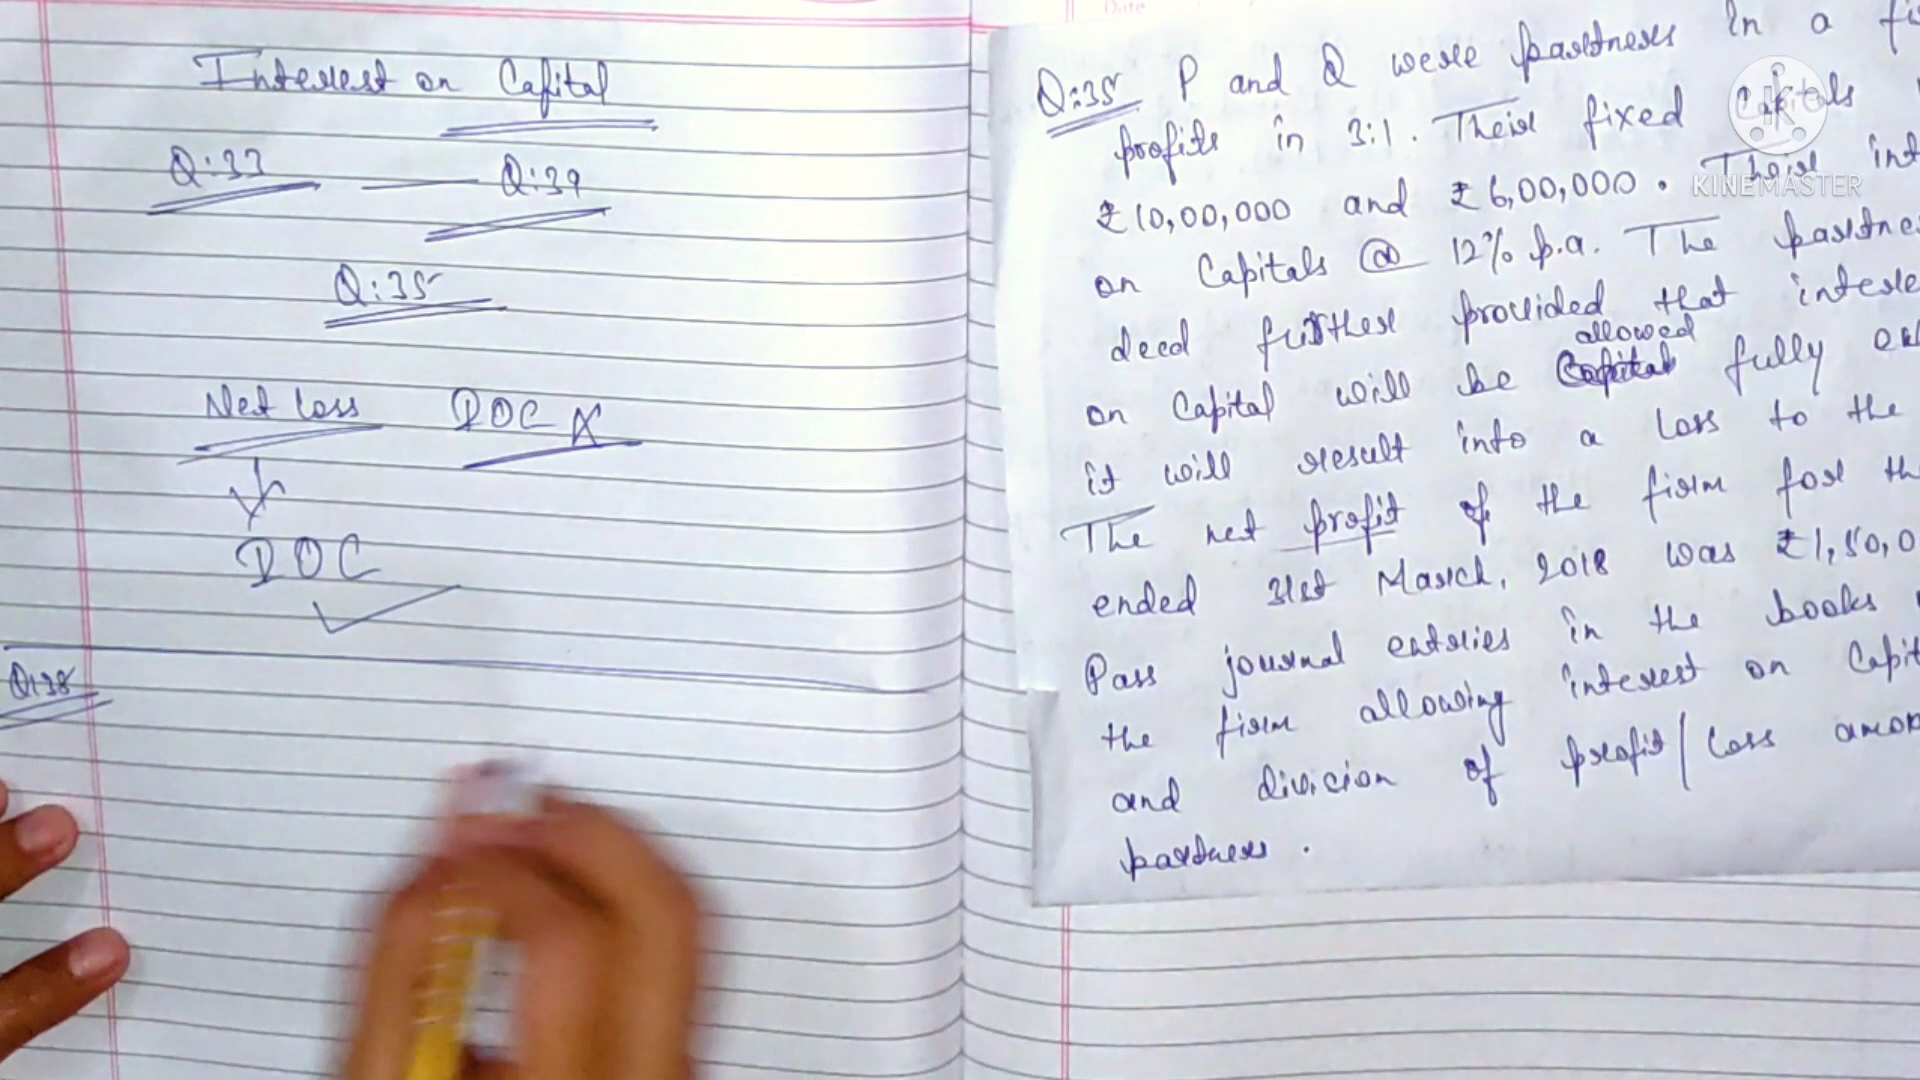 Interest on Capital
Q:33 — Q:39
Q:35
Net loss IOC X
IOC
Q:38
Date
Q:35 P and Q were partners in a fi
profits in 3:1. Their fixed Capitals
₹10,00,000 and ₹6,00,000. Their int
on Capitals @ 12% p.a. The partne
deed further provided that intere
allowed
on Capital will be Capital fully ev
it will result into a loss to the
The net profit of the firm for th
ended 31st March, 2018 was ₹1,50,0
Pass journal entries in the books
the firm allowing interest on Capit
and division of profit/loss amon
partners.
KINEMASTER